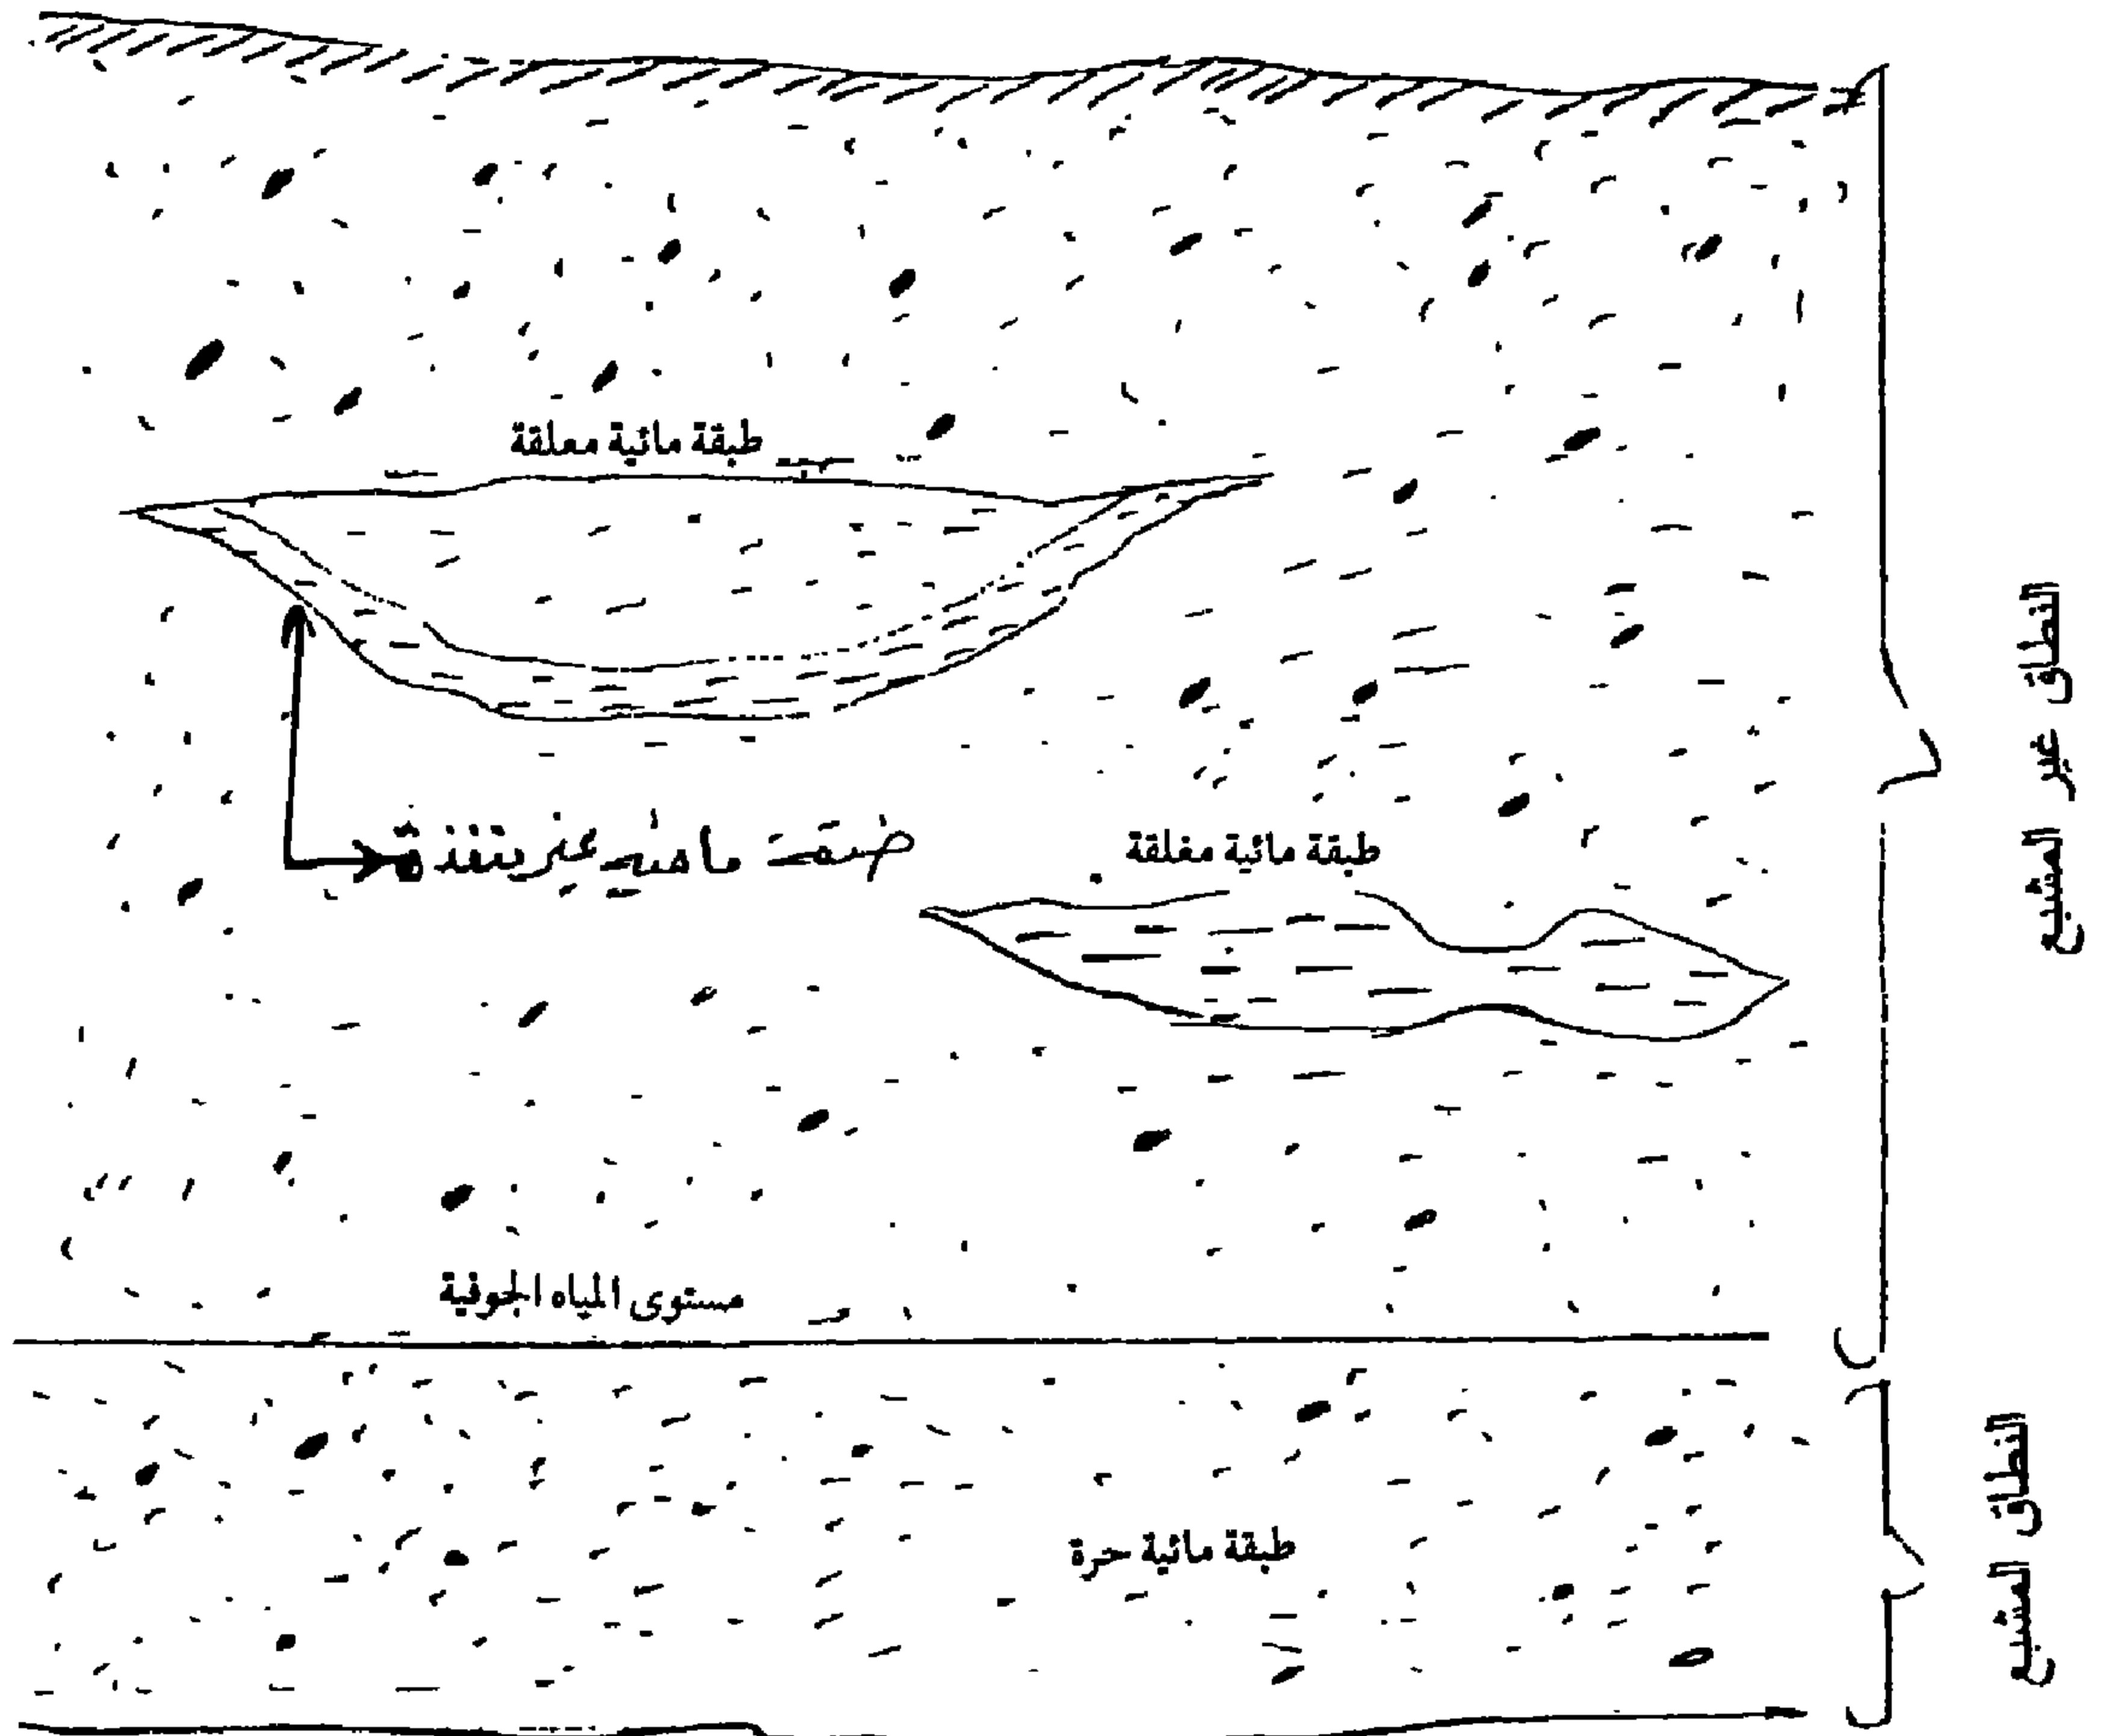 طبقة مائية معلقة
طبقة مائية مغلقة
مستوى المياه الجوفية
طبقة مائية حرة
النطاق غير المشبع
النطاق المشبع